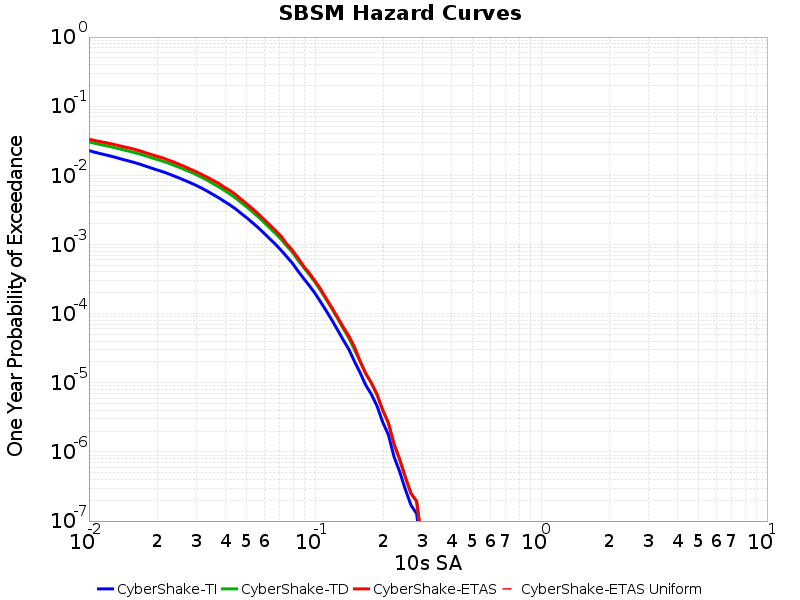 SBSM Hazard Curves
One Year Probability of Exceedance
10^0
10^-1
10^-2
10^-3
10^-4
10^-5
10^-6
10^-7
10^-2 2 3 4 5 6 10^-1 2 3 4 5 6 7 10^0 2 3 4 5 6 7 10^1
10s SA
CyberShake-TI CyberShake-TD CyberShake-ETAS CyberShake-ETAS Uniform